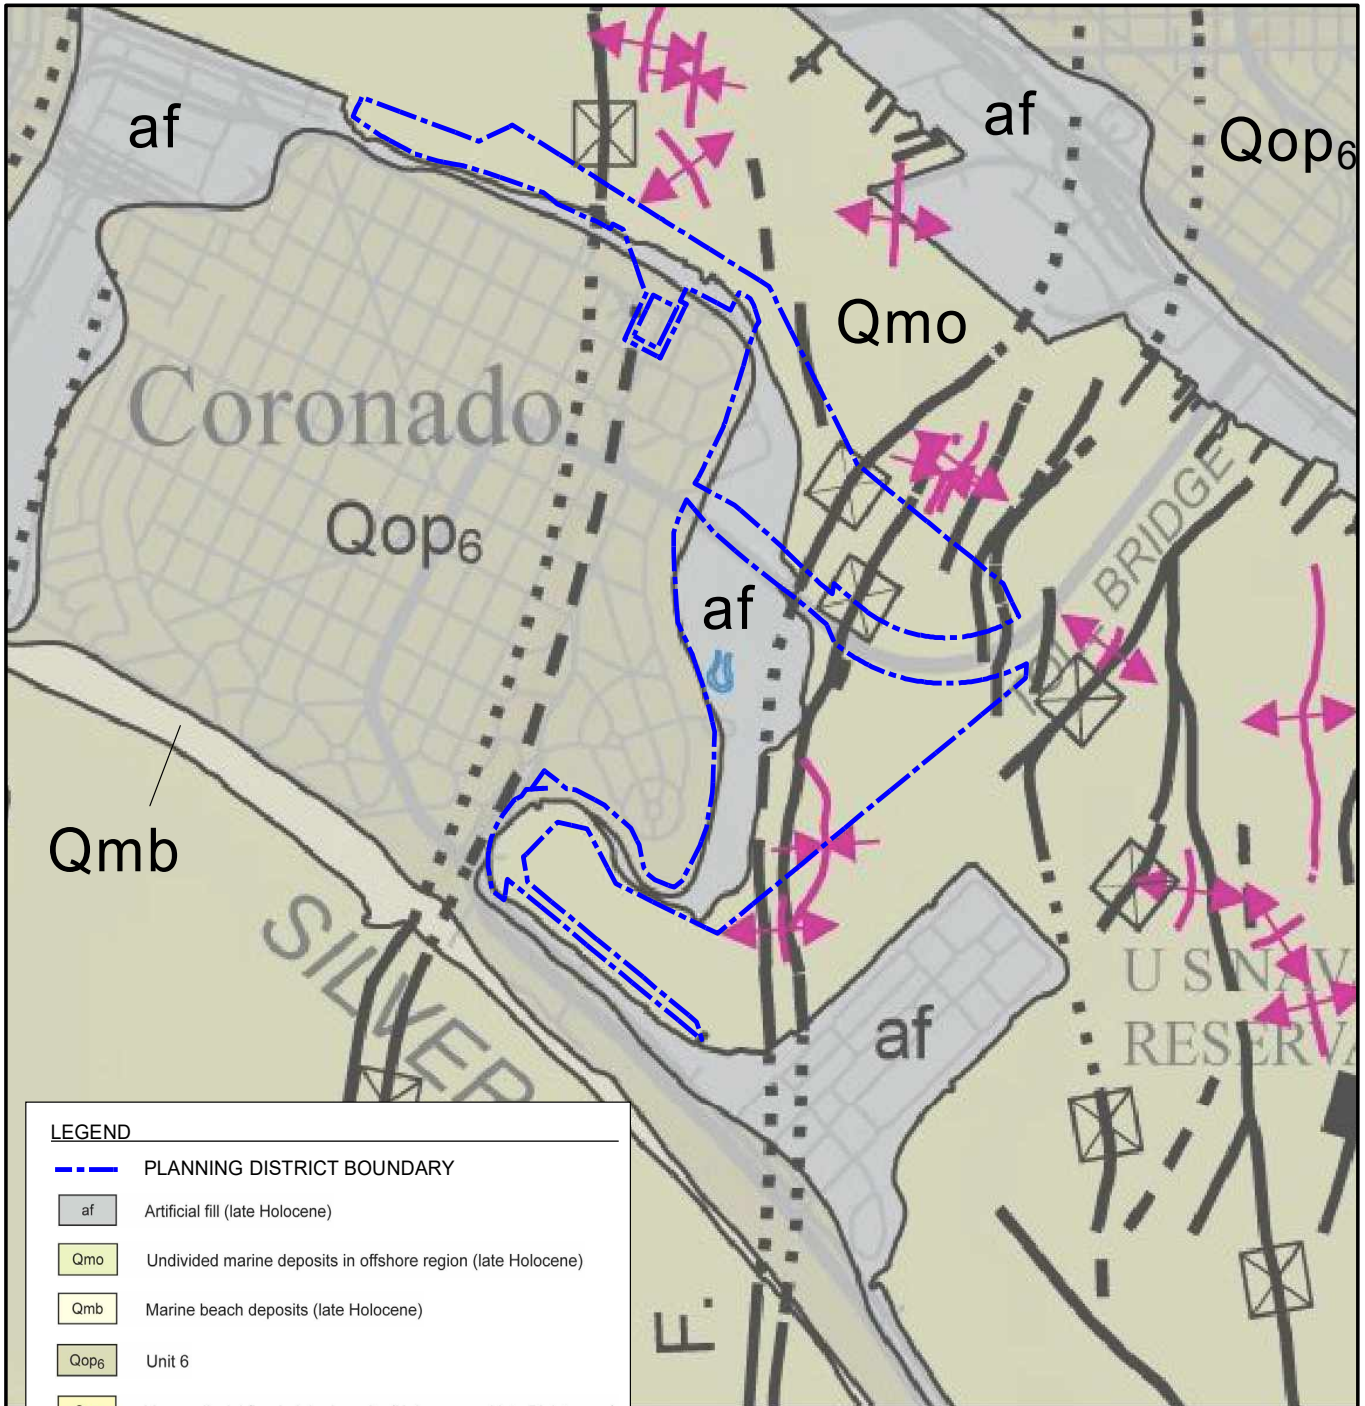 af
af
Qop6
Qmo
Coronado
Qop6
TOLL BRIDGE
af
Qmb
SILVER
U S NAV
RESERVA
af
F.
LEGEND
PLANNING DISTRICT BOUNDARY
af Artificial fill (late Holocene)
Qmo Undivided marine deposits in offshore region (late Holocene)
Qmb Marine beach deposits (late Holocene)
Qop6 Unit 6